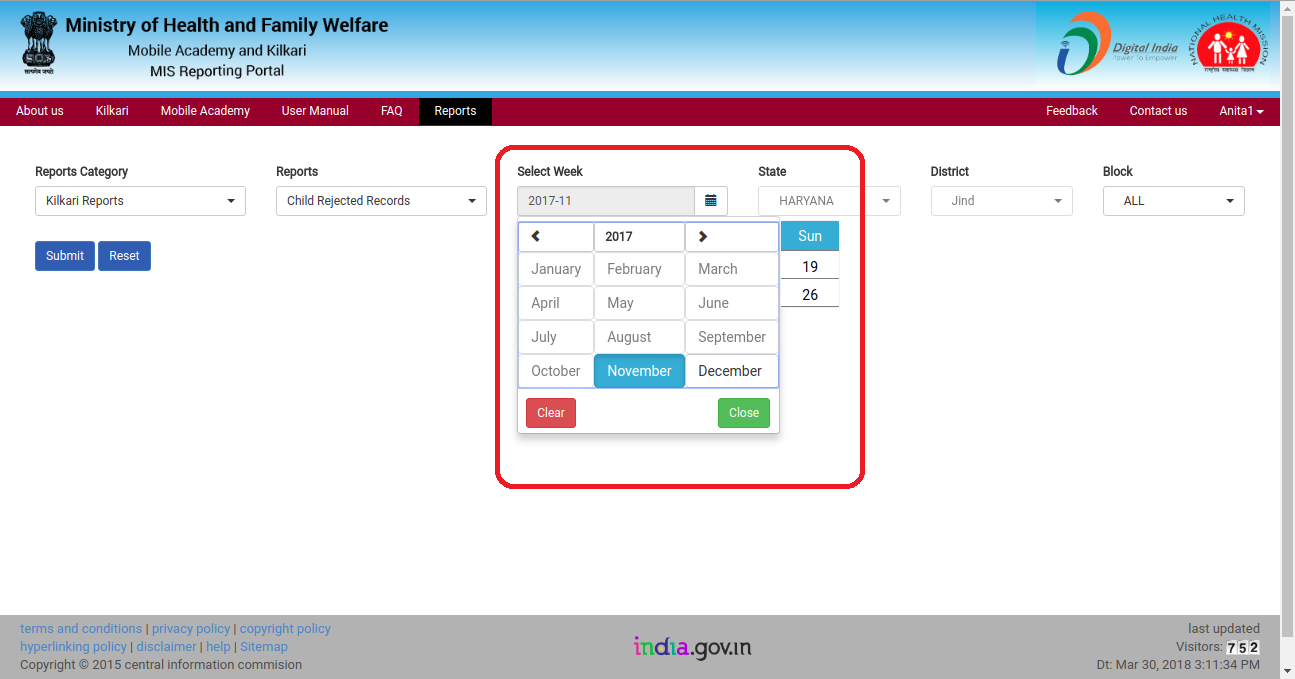 Ministry of Health and Family Welfare
Mobile Academy and Kilkari
MIS Reporting Portal
सत्यमेव जयते
Digital India
Power To Empower
NATIONAL HEALTH MISSION
About us Kilkari Mobile Academy User Manual FAQ Reports Feedback Contact us Anita1
Reports Category Reports Select Week State District Block
Kilkari Reports Child Rejected Records 2017-11 HARYANA Jind ALL
Submit Reset
2017 Sun
January February March 19
April May June 26
July August September
October November December
Clear Close
terms and conditions | privacy policy | copyright policy
hyperlinking policy | disclaimer | help | Sitemap
Copyright © 2015 central information commision
india.gov.in
last updated
Visitors: 752
Dt: Mar 30, 2018 3:11:34 PM